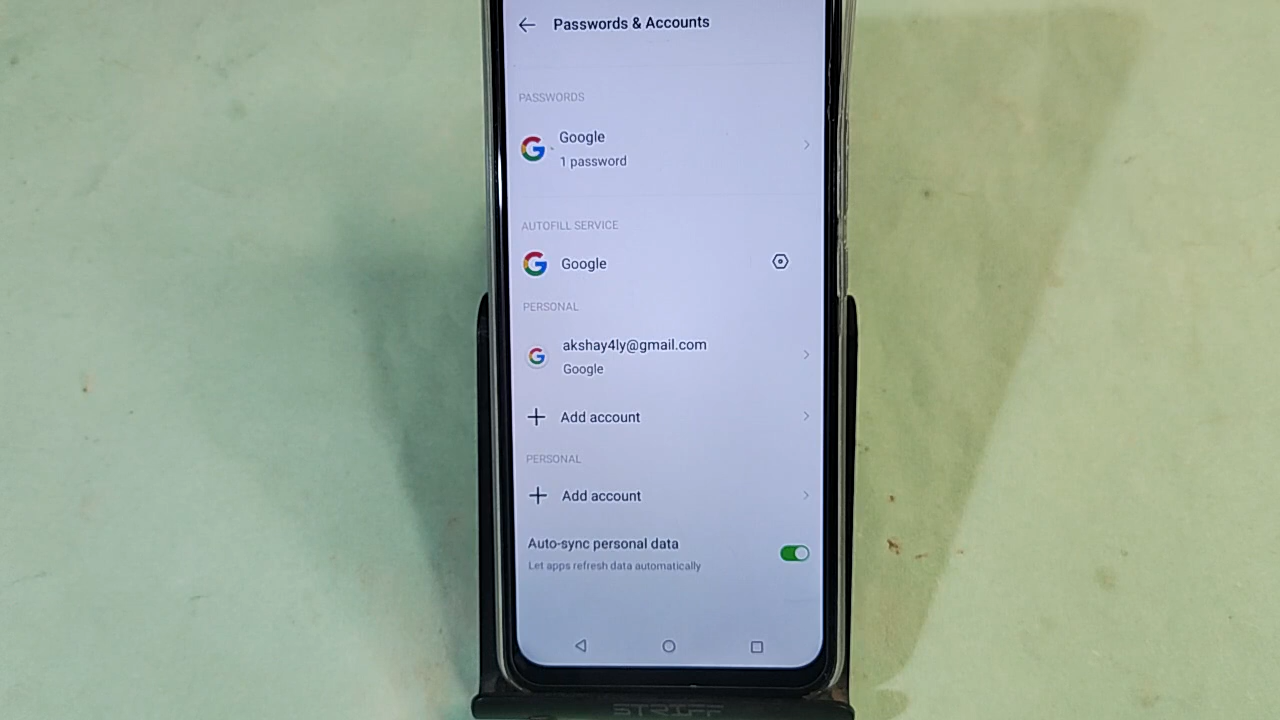 Passwords & Accounts
PASSWORDS
Google
1 password
AUTOFILL SERVICE
Google
PERSONAL
akshay4ly@gmail.com
Google
Add account
PERSONAL
Add account
Auto-sync personal data
Let apps refresh data automatically
STRIFF